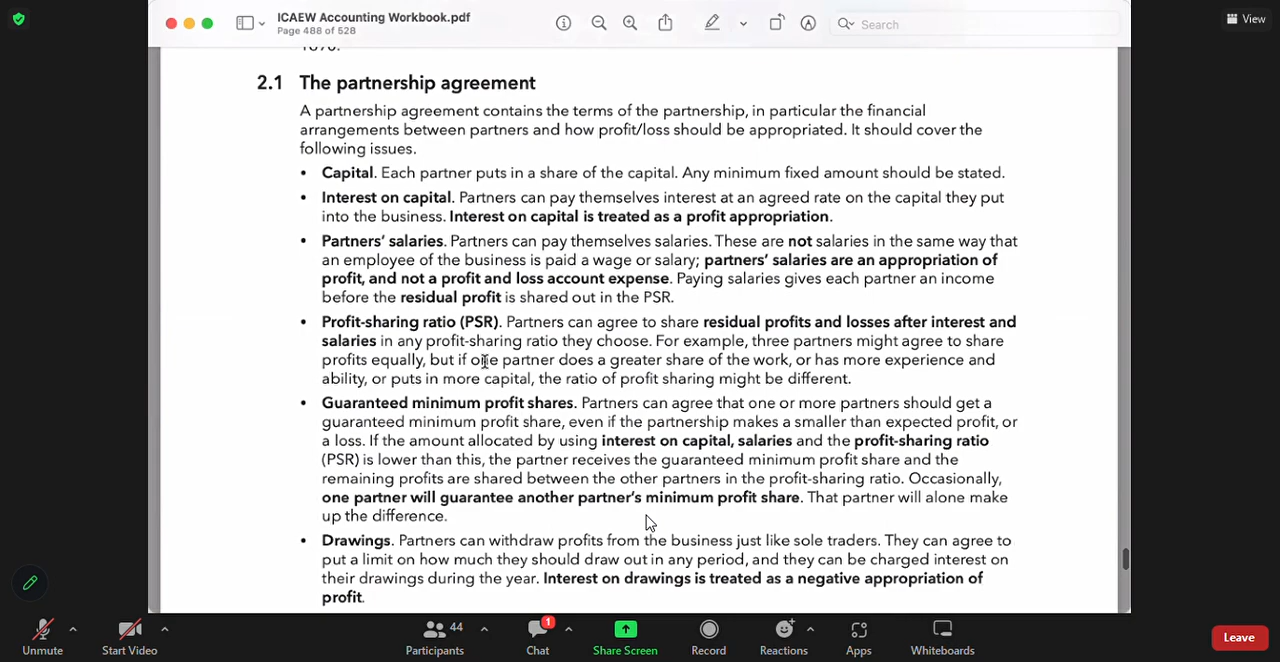 ICAEW Accounting Workbook.pdf
Page 488 of 528
Search
View
1890.
2.1 The partnership agreement
A partnership agreement contains the terms of the partnership, in particular the financial
arrangements between partners and how profit/loss should be appropriated. It should cover the
following issues.
• Capital. Each partner puts in a share of the capital. Any minimum fixed amount should be stated.
• Interest on capital. Partners can pay themselves interest at an agreed rate on the capital they put
into the business. Interest on capital is treated as a profit appropriation.
• Partners' salaries. Partners can pay themselves salaries. These are not salaries in the same way that
an employee of the business is paid a wage or salary; partners' salaries are an appropriation of
profit, and not a profit and loss account expense. Paying salaries gives each partner an income
before the residual profit is shared out in the PSR.
• Profit-sharing ratio (PSR). Partners can agree to share residual profits and losses after interest and
salaries in any profit-sharing ratio they choose. For example, three partners might agree to share
profits equally, but if one partner does a greater share of the work, or has more experience and
ability, or puts in more capital, the ratio of profit sharing might be different.
• Guaranteed minimum profit shares. Partners can agree that one or more partners should get a
guaranteed minimum profit share, even if the partnership makes a smaller than expected profit, or
a loss. If the amount allocated by using interest on capital, salaries and the profit-sharing ratio
(PSR) is lower than this, the partner receives the guaranteed minimum profit share and the
remaining profits are shared between the other partners in the profit-sharing ratio. Occasionally,
one partner will guarantee another partner's minimum profit share. That partner will alone make
up the difference.
• Drawings. Partners can withdraw profits from the business just like sole traders. They can agree to
put a limit on how much they should draw out in any period, and they can be charged interest on
their drawings during the year. Interest on drawings is treated as a negative appropriation of
profit.
Unmute
Start Video
44
Participants
1
Chat
Share Screen
Record
Reactions
Apps
Whiteboards
Leave